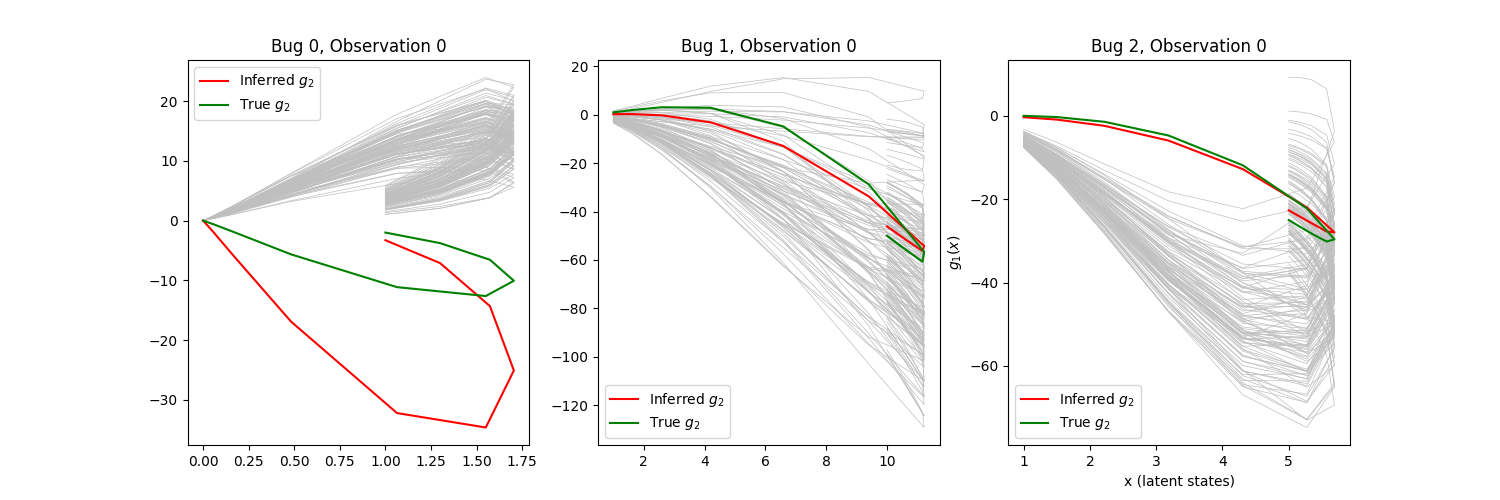 Bug 0, Observation 0
Inferred g₂
True g₂
20
10
0
−10
−20
−30
0.00 0.25 0.50 0.75 1.00 1.25 1.50 1.75
Bug 1, Observation 0
20
0
−20
−40
−60
−80
−100
−120
Inferred g₂
True g₂
2 4 6 8 10
Bug 2, Observation 0
g₁(x)
0
−20
−40
−60
Inferred g₂
True g₂
1 2 3 4 5
x (latent states)